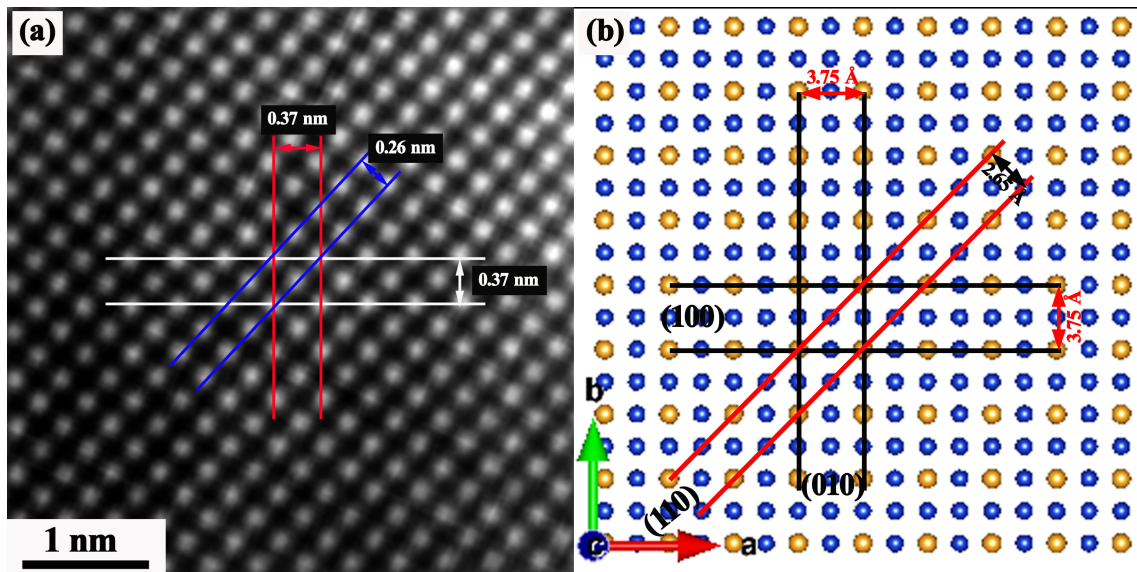 (a)
0.37 nm
0.26 nm
0.37 nm
1 nm
(b)
3.75 Å
2.65 Å
(100)
3.75 Å
b
(110)
(010)
c
a